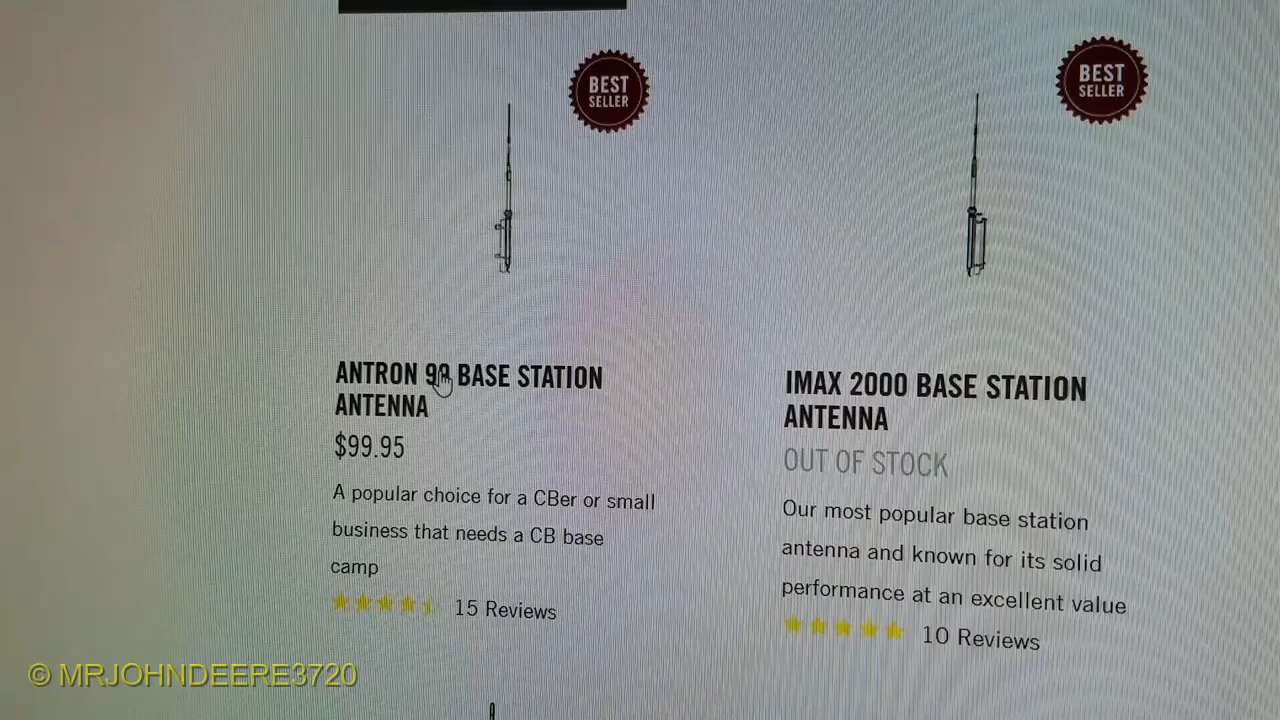 BEST
SELLER
BEST
SELLER
ANTRON 99 BASE STATION
ANTENNA
$99.95
A popular choice for a CBer or small
business that needs a CB base
camp
15 Reviews
IMAX 2000 BASE STATION
ANTENNA
OUT OF STOCK
Our most popular base station
antenna and known for its solid
performance at an excellent value
10 Reviews
© MRJOHNDEERE3720